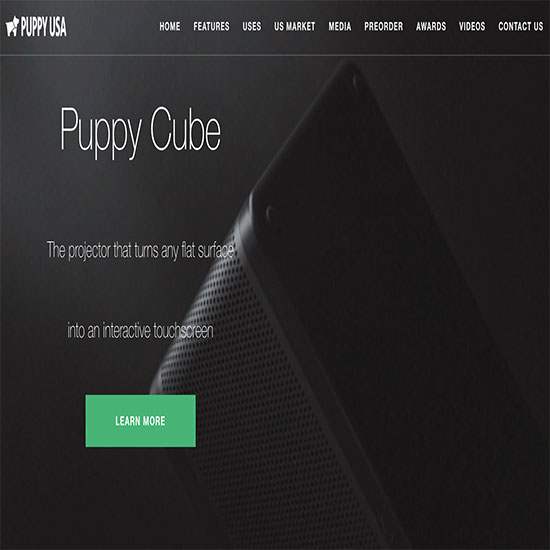 PUPPY USA
HOME FEATURES USES US MARKET MEDIA PREORDER AWARDS VIDEOS CONTACT US
Puppy Cube
The projector that turns any flat surface
into an interactive touchscreen
LEARN MORE